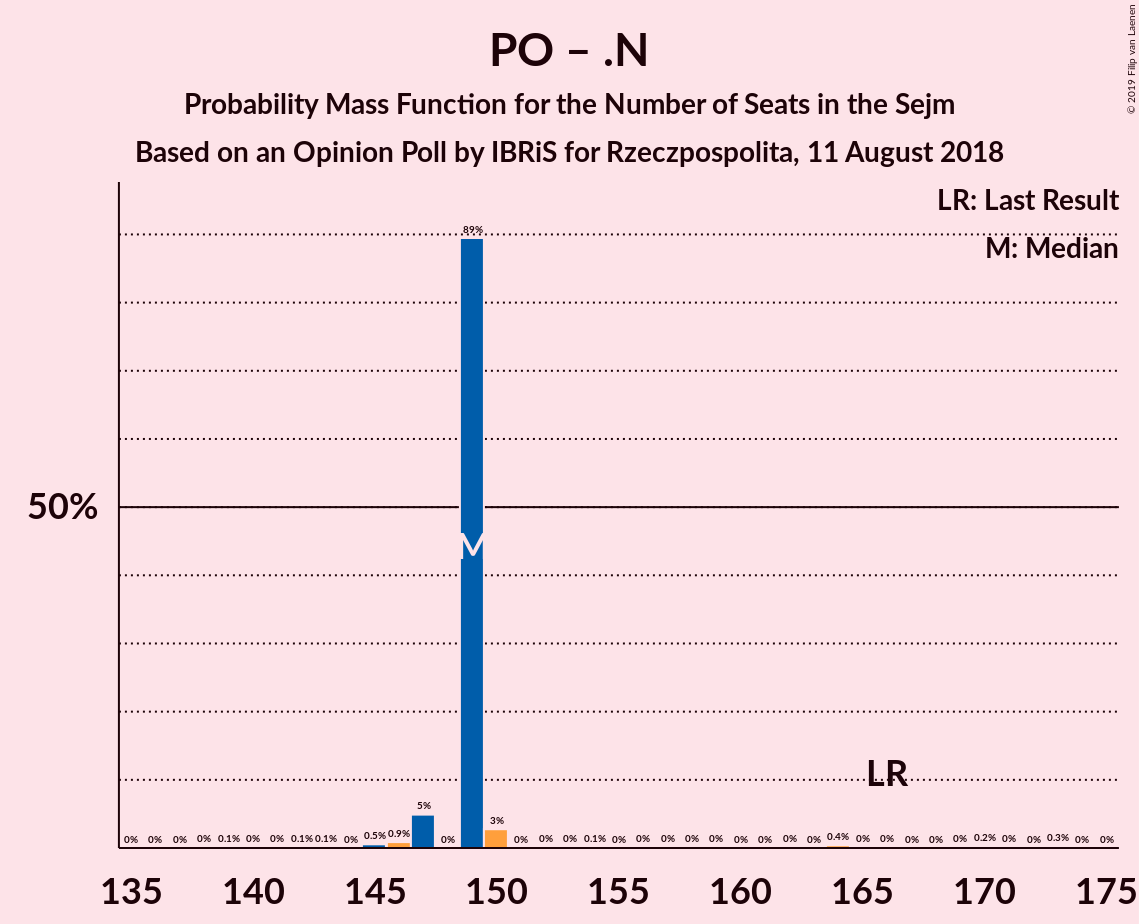 PO – .N
Probability Mass Function for the Number of Seats in the Sejm
Based on an Opinion Poll by IBRiS for Rzeczpospolita, 11 August 2018
© 2019 Filip van Laenen
LR: Last Result
M: Median
89%
50%
M
LR
5%
3%
0% 0% 0% 0% 0.1% 0% 0% 0.1% 0.1% 0% 0.5% 0.9% 0% 0% 0% 0% 0.1% 0% 0% 0% 0% 0% 0% 0% 0% 0% 0.4% 0% 0% 0% 0% 0% 0.2% 0% 0% 0.3% 0% 0%
135 140 145 150 155 160 165 170 175